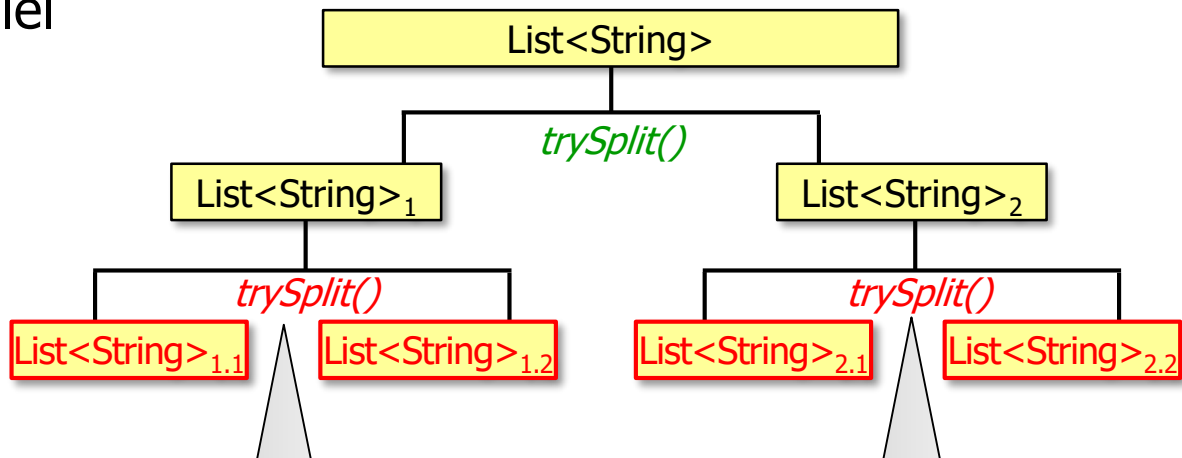 List<String>
trySplit()
List<String>1
List<String>2
trySplit()
trySplit()
List<String>1.1
List<String>1.2
List<String>2.1
List<String>2.2